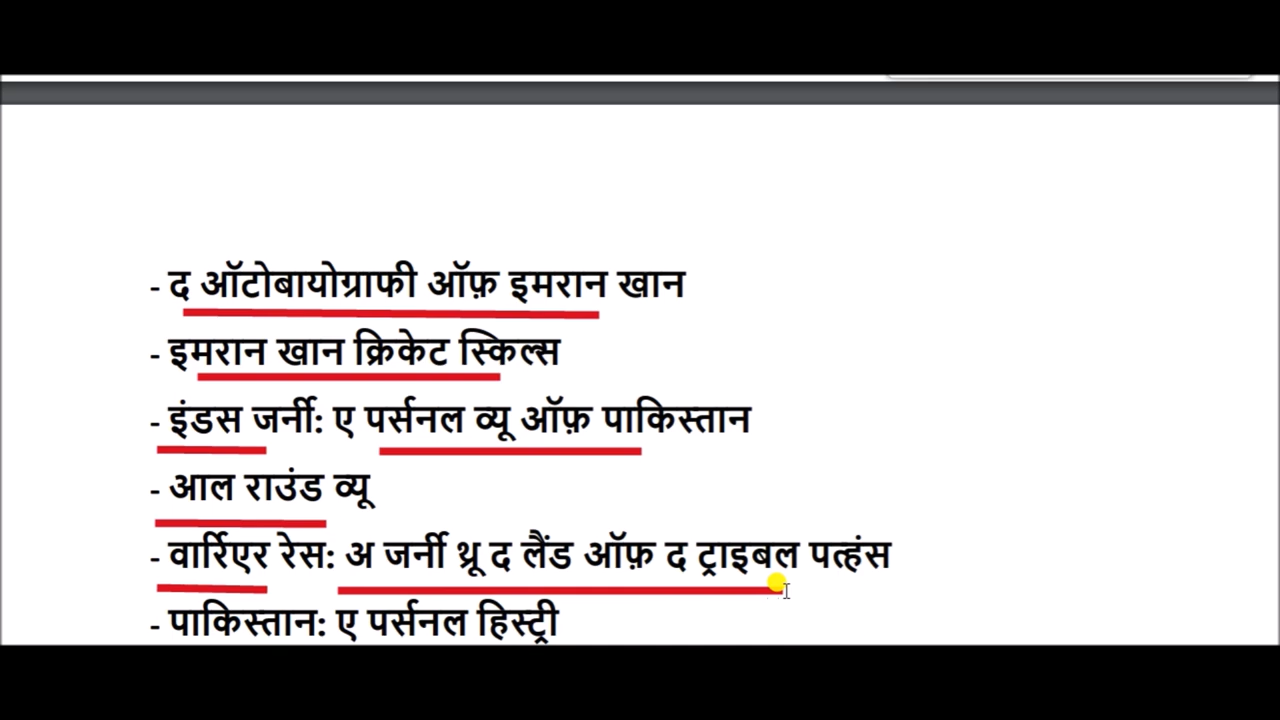 - द ऑटोबायोग्राफी ऑफ़ इमरान खान
- इमरान खान क्रिकेट स्किल्स
- इंडस जर्नी: ए पर्सनल व्यू ऑफ़ पाकिस्तान
- आल राउंड व्यू
- वार्रिएर रेस: अ जर्नी थ्रू द लैंड ऑफ़ द ट्राइबल पत्हंस
- पाकिस्तान: ए पर्सनल हिस्ट्री